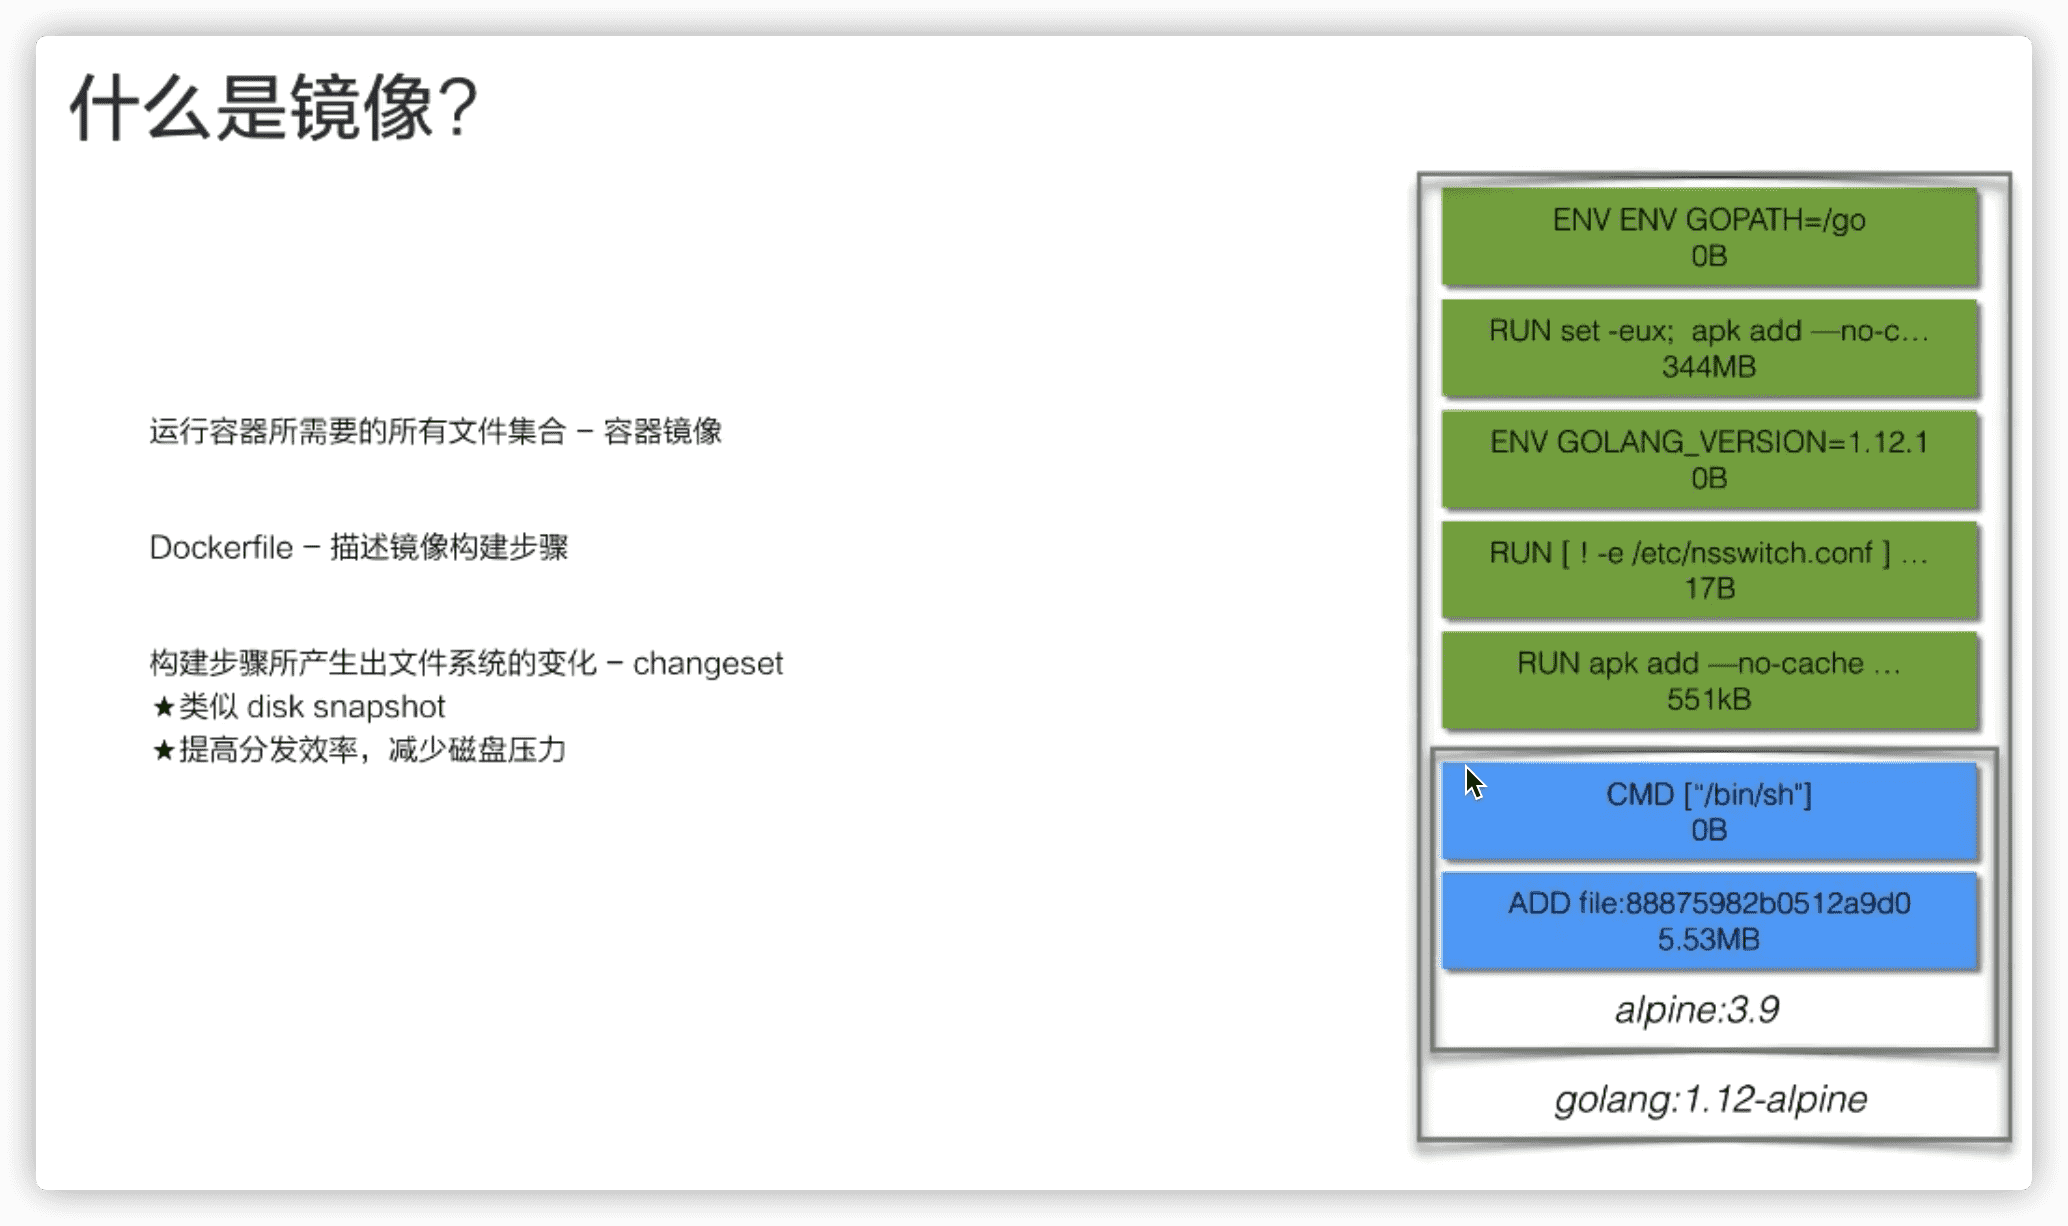 什么是镜像?
运行容器所需要的所有文件集合 – 容器镜像
Dockerfile – 描述镜像构建步骤
构建步骤所产生出文件系统的变化 – changeset
★类似 disk snapshot
★提高分发效率，减少磁盘压力
ENV ENV GOPATH=/go
0B
RUN set -eux;  apk add —no-c…
344MB
ENV GOLANG_VERSION=1.12.1
0B
RUN [ ! -e /etc/nsswitch.conf ] …
17B
RUN apk add —no-cache …
551kB
CMD ["/bin/sh"]
0B
ADD file:88875982b0512a9d0
5.53MB
alpine:3.9
golang:1.12-alpine